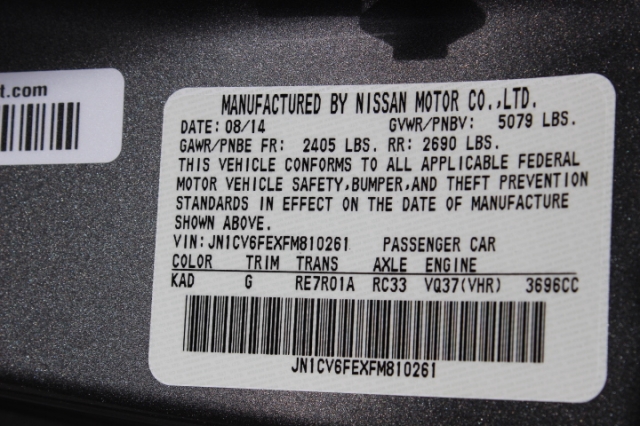 t.com
MANUFACTURED BY NISSAN MOTOR CO.,LTD.
DATE: 08/14 GVWR/PNBV: 5079 LBS.
GAWR/PNBE FR: 2405 LBS. RR: 2690 LBS.
THIS VEHICLE CONFORMS TO ALL APPLICABLE FEDERAL
MOTOR VEHICLE SAFETY,BUMPER,AND THEFT PREVENTION
STANDARDS IN EFFECT ON THE DATE OF MANUFACTURE
SHOWN ABOVE.
VIN:JN1CV6FEXFM810261 PASSENGER CAR
COLOR TRIM TRANS AXLE ENGINE
KAD G RE7R01A RC33 VQ37(VHR) 3696CC
JN1CV6FEXFM810261